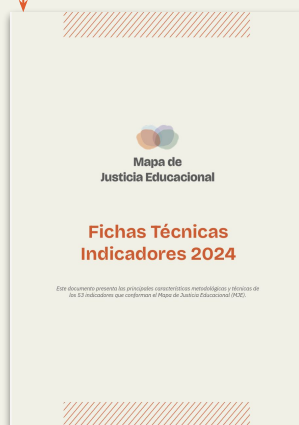 Mapa de
Justicia Educacional
Fichas Técnicas
Indicadores 2024
Este documento presenta las principales características metodológicas y técnicas de
los 53 indicadores que conforman el Mapa de Justicia Educacional (MJE).